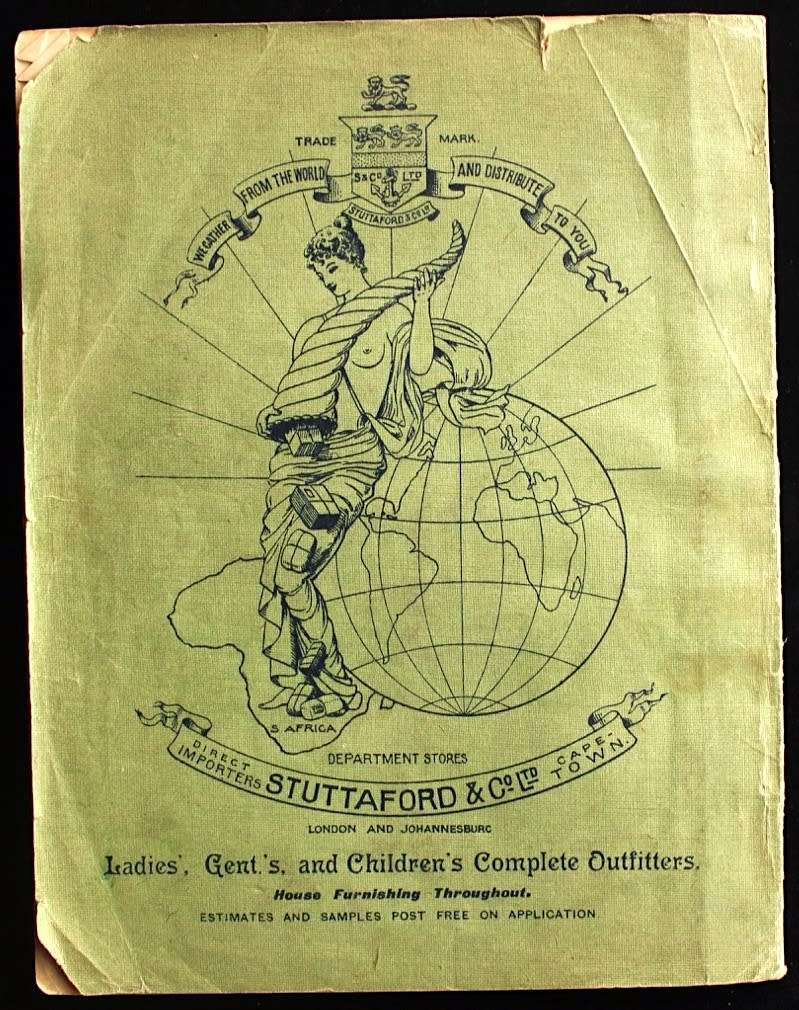 TRADE MARK.
S & Co LTD
STUTTAFORD & Co LTD
WE GATHER FROM THE WORLD AND DISTRIBUTE TO YOU
S AFRICA
DEPARTMENT STORES
DIRECT IMPORTERS STUTTAFORD & Co LTD CAPE-TOWN.
LONDON AND JOHANNESBURG
Ladies', Gent.'s, and Children's Complete Outfitters.
House Furnishing Throughout.
ESTIMATES AND SAMPLES POST FREE ON APPLICATION